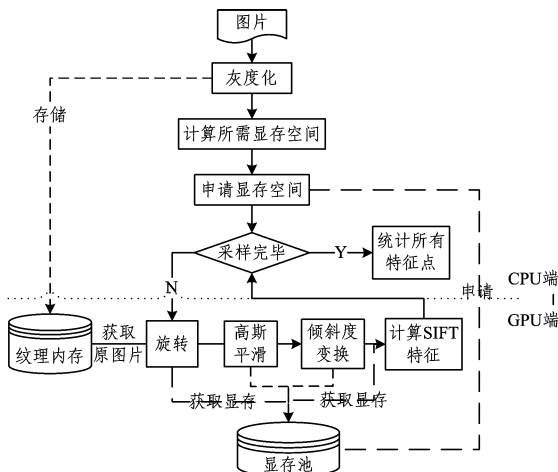 图片
灰度化
存储
计算所需显存空间
申请显存空间
采样完毕
Y
统计所有
特征点
N
申请
CPU端
GPU端
纹理内存
获取
原图片
旋转
高斯
平滑
倾斜度
变换
计算SIFT
特征
获取显存
获取显存
显存池